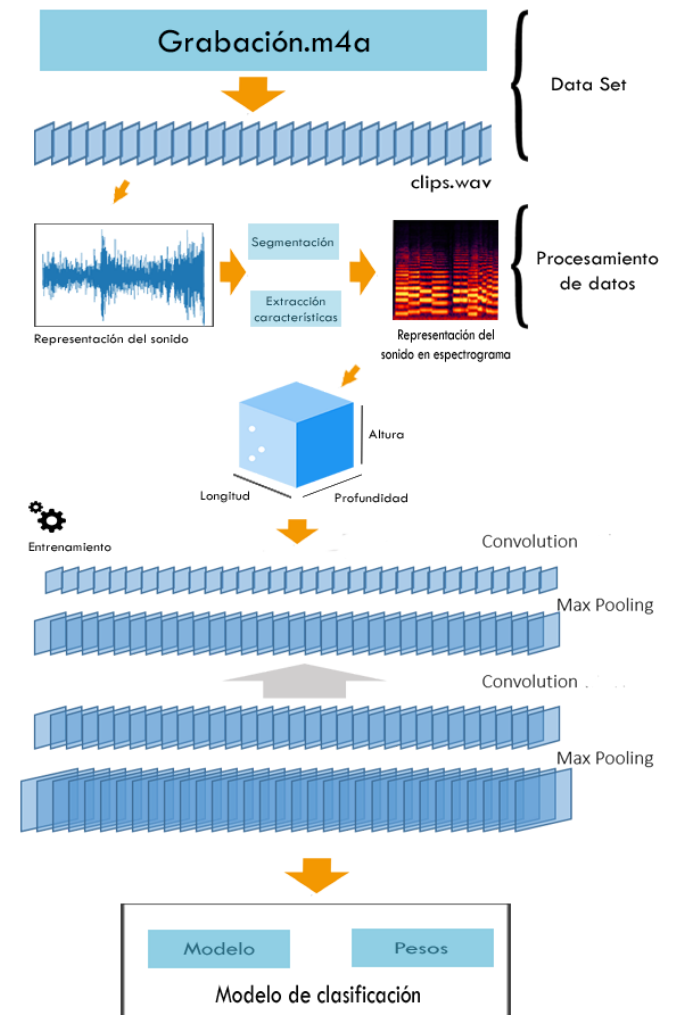 Grabación.m4a
Data Set
clips.wav
Segmentación
Extracción
características
Procesamiento
de datos
Representación del sonido
Representación del
sonido en espectrograma
Altura
Longitud
Profundidad
Entrenamiento
Convolution
Max Pooling
Convolution
Max Pooling
Modelo
Pesos
Modelo de clasificación